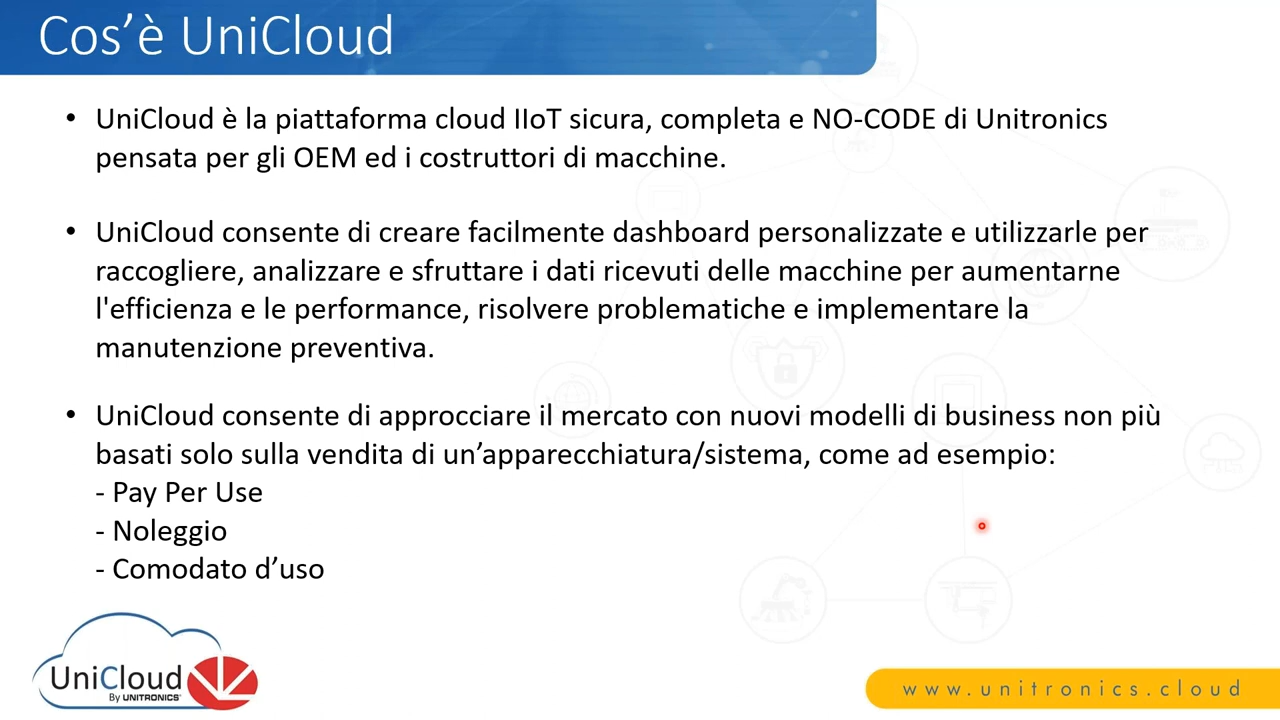 Cos’è UniCloud
• UniCloud è la piattaforma cloud IIoT sicura, completa e NO-CODE di Unitronics
pensata per gli OEM ed i costruttori di macchine.
• UniCloud consente di creare facilmente dashboard personalizzate e utilizzarle per
raccogliere, analizzare e sfruttare i dati ricevuti delle macchine per aumentarne
l'efficienza e le performance, risolvere problematiche e implementare la
manutenzione preventiva.
• UniCloud consente di approcciare il mercato con nuovi modelli di business non più
basati solo sulla vendita di un’apparecchiatura/sistema, come ad esempio:
- Pay Per Use
- Noleggio
- Comodato d’uso
UniCloud
By UNITRONICS
www.unitronics.cloud